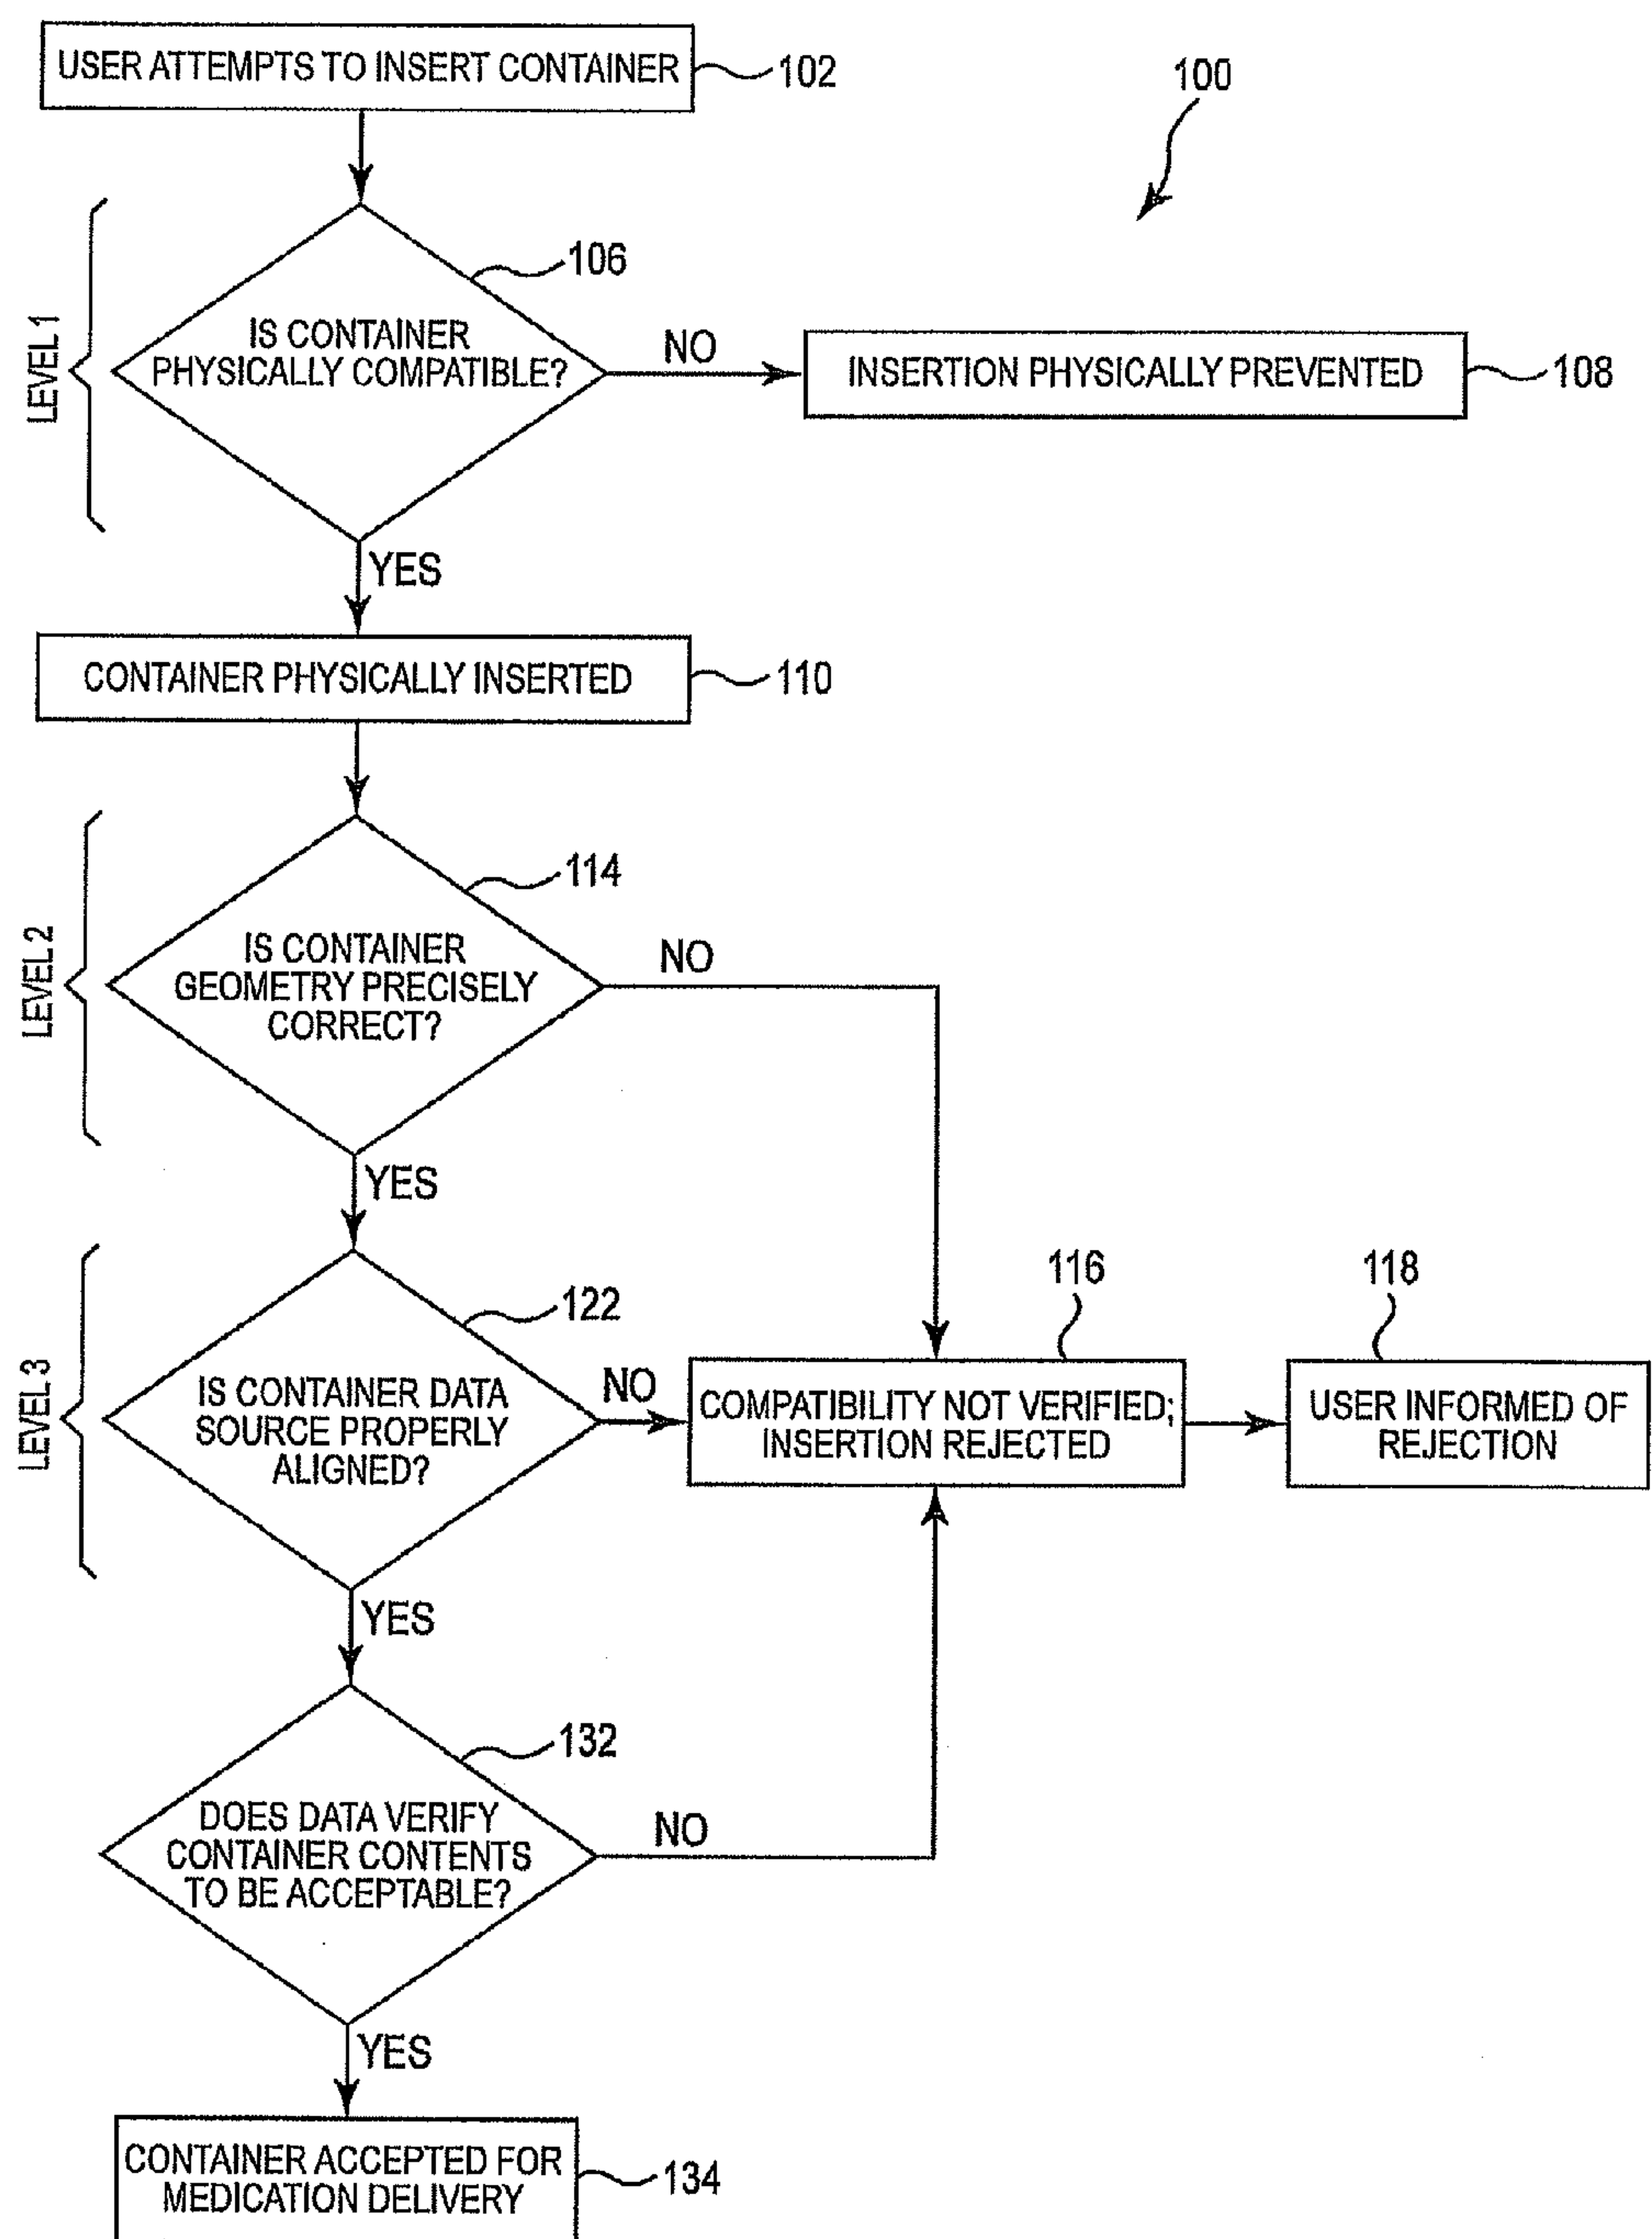 USER ATTEMPTS TO INSERT CONTAINER
102
100
LEVEL 1
106
IS CONTAINER
PHYSICALLY COMPATIBLE?
NO
INSERTION PHYSICALLY PREVENTED
108
YES
CONTAINER PHYSICALLY INSERTED
110
LEVEL 2
114
IS CONTAINER
GEOMETRY PRECISELY
CORRECT?
NO
YES
LEVEL 3
122
IS CONTAINER DATA
SOURCE PROPERLY
ALIGNED?
NO
116
COMPATIBILITY NOT VERIFIED;
INSERTION REJECTED
118
USER INFORMED OF
REJECTION
YES
132
DOES DATA VERIFY
CONTAINER CONTENTS
TO BE ACCEPTABLE?
NO
YES
CONTAINER ACCEPTED FOR
MEDICATION DELIVERY
134